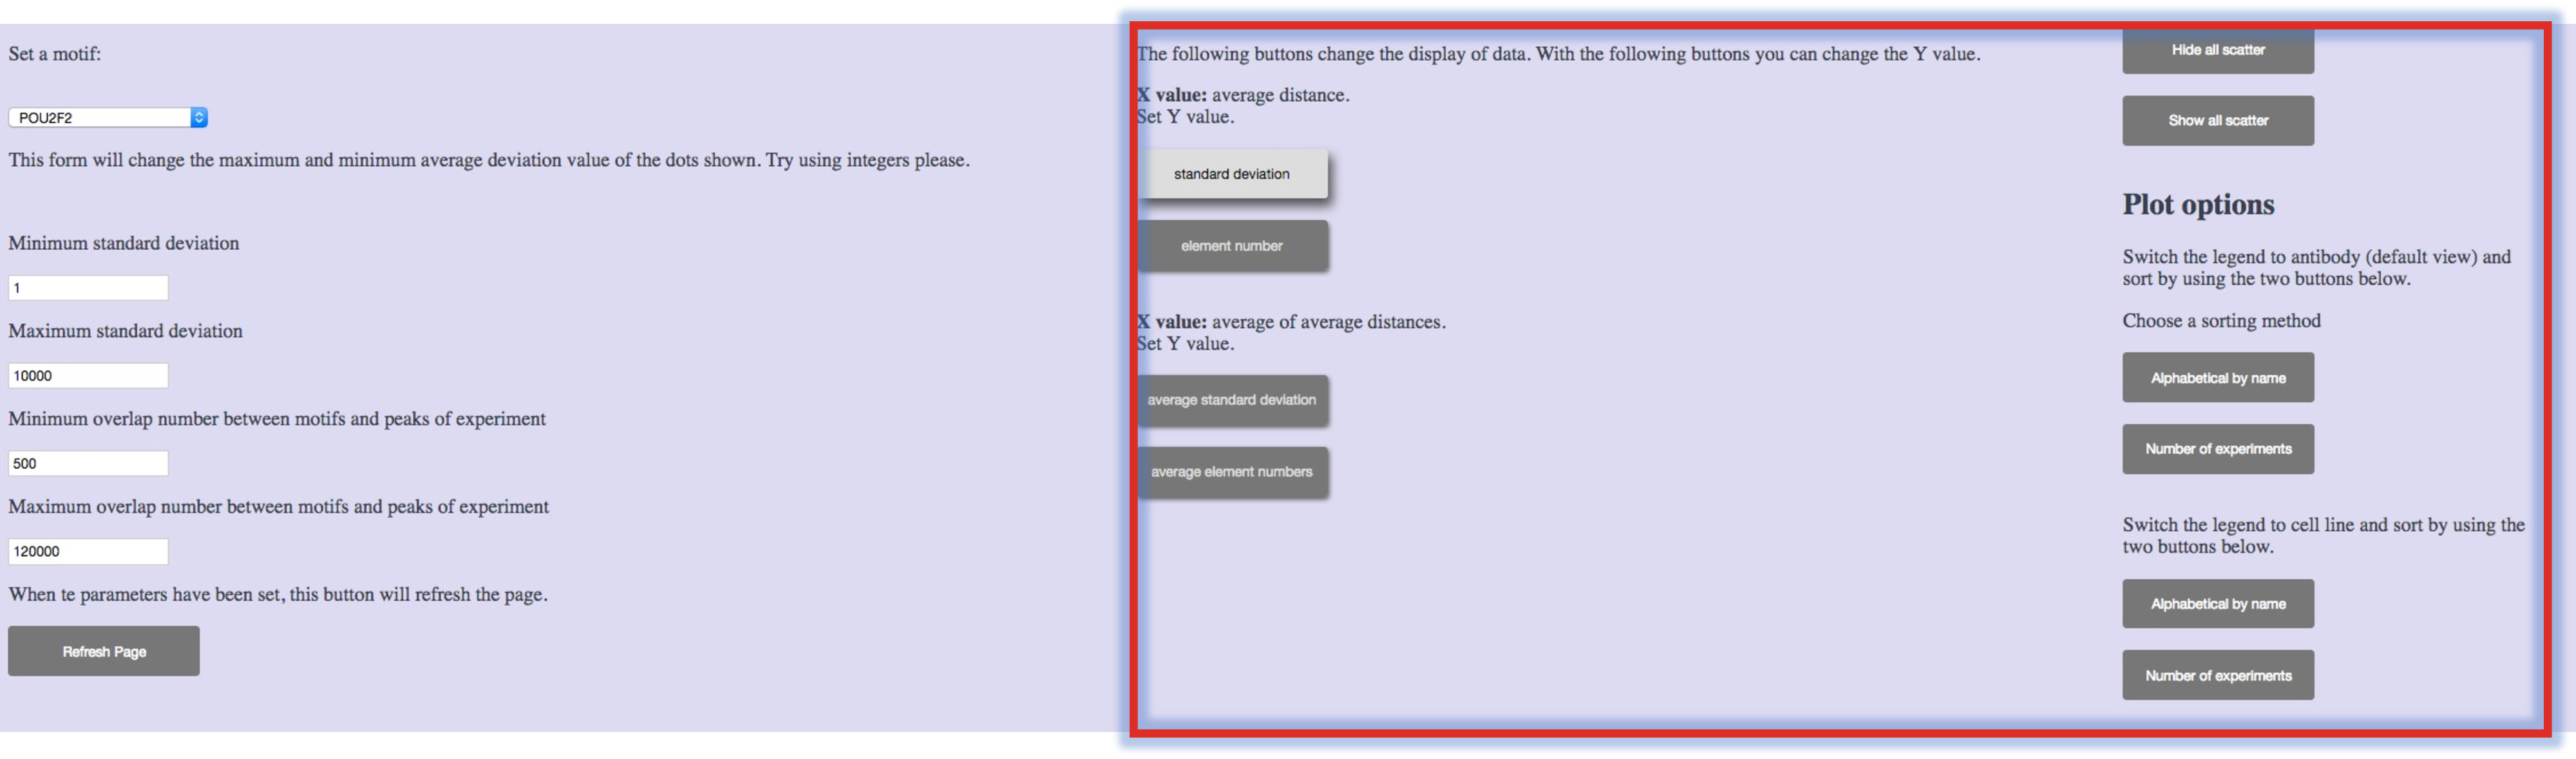 Set a motif:
POU2F2
This form will change the maximum and minimum average deviation value of the dots shown. Try using integers please.
Minimum standard deviation
1
Maximum standard deviation
10000
Minimum overlap number between motifs and peaks of experiment
500
Maximum overlap number between motifs and peaks of experiment
120000
When te parameters have been set, this button will refresh the page.
Refresh Page
The following buttons change the display of data. With the following buttons you can change the Y value.
X value: average distance.
Set Y value.
standard deviation
element number
X value: average of average distances.
Set Y value.
average standard deviation
average element numbers
Hide all scatter
Show all scatter
Plot options
Switch the legend to antibody (default view) and
sort by using the two buttons below.
Choose a sorting method
Alphabetical by name
Number of experiments
Switch the legend to cell line and sort by using the
two buttons below.
Alphabetical by name
Number of experiments